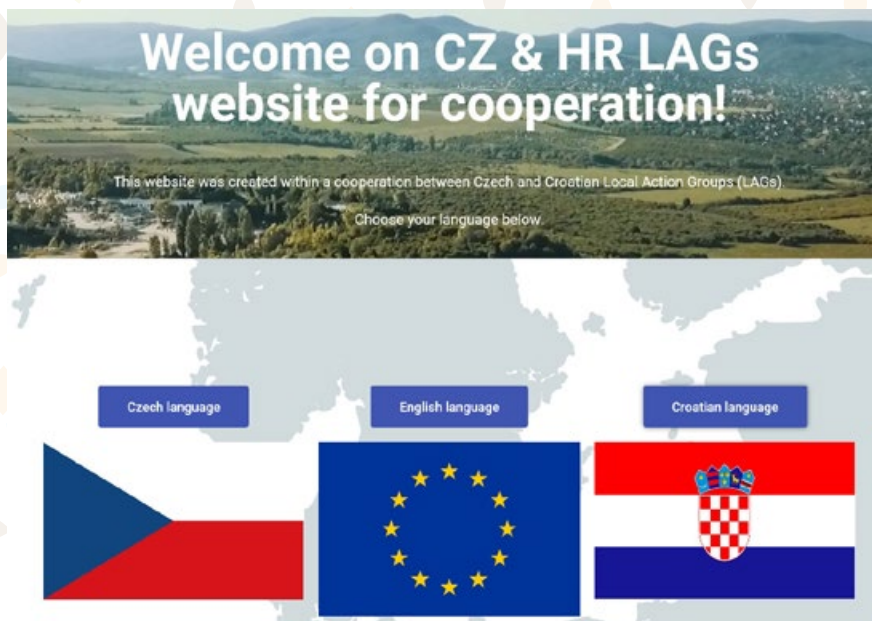 Welcome on CZ & HR LAGs
website for cooperation!
This website was created within a cooperation between Czech and Croatian Local Action Groups (LAGs).
Choose your language below.
Czech language
English language
Croatian language